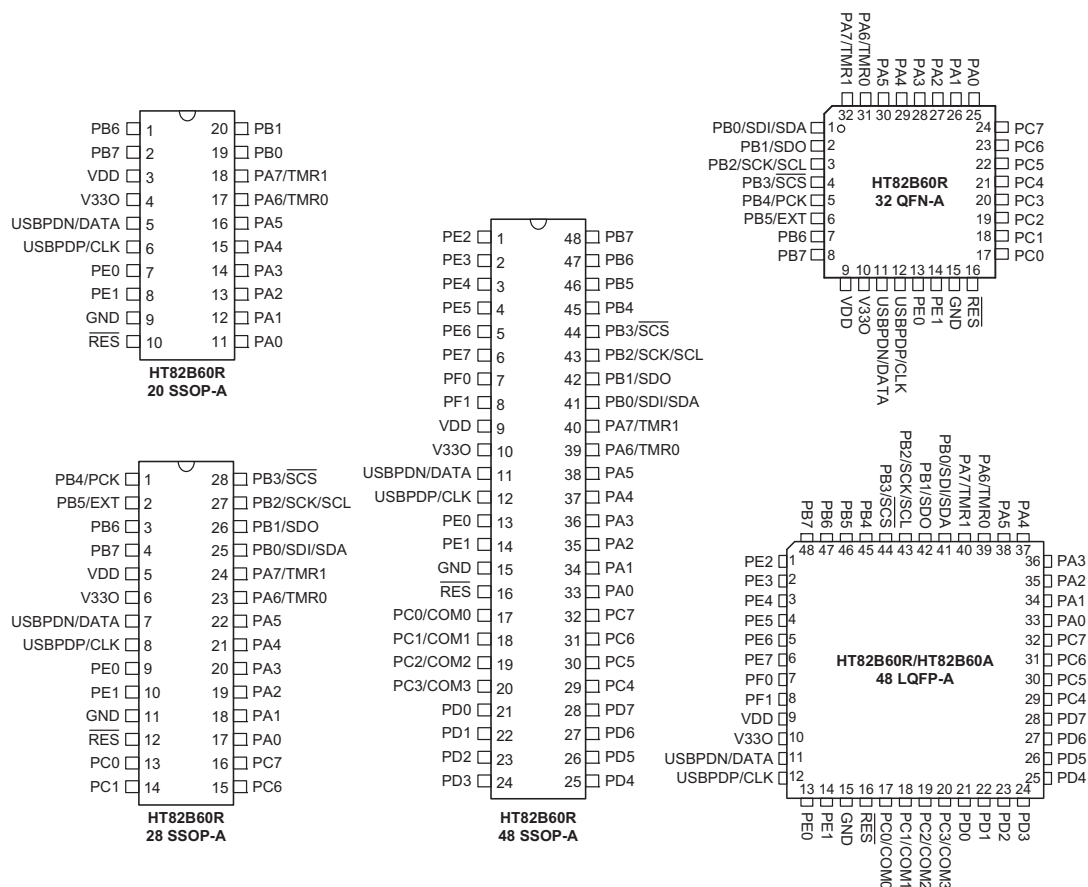 PB6 1 20 PB1
PB7 2 19 PB0
VDD 3 18 PA7/TMR1
V33O 4 17 PA6/TMR0
USBPDN/DATA 5 16 PA5
USBPDP/CLK 6 15 PA4
PE0 7 14 PA3
PE1 8 13 PA2
GND 9 12 PA1
RES 10 11 PA0
HT82B60R
20 SSOP-A
PB4/PCK 1 28 PB3/SCS
PB5/EXT 2 27 PB2/SCK/SCL
PB6 3 26 PB1/SDO
PB7 4 25 PB0/SDI/SDA
VDD 5 24 PA7/TMR1
V33O 6 23 PA6/TMR0
USBPDN/DATA 7 22 PA5
USBPDP/CLK 8 21 PA4
PE0 9 20 PA3
PE1 10 19 PA2
GND 11 18 PA1
RES 12 17 PA0
PC0 13 16 PC7
PC1 14 15 PC6
HT82B60R
28 SSOP-A
PE2 1 48 PB7
PE3 2 47 PB6
PE4 3 46 PB5
PE5 4 45 PB4
PE6 5 44 PB3/SCS
PE7 6 43 PB2/SCK/SCL
PF0 7 42 PB1/SDO
PF1 8 41 PB0/SDI/SDA
VDD 9 40 PA7/TMR1
V33O 10 39 PA6/TMR0
USBPDN/DATA 11 38 PA5
USBPDP/CLK 12 37 PA4
PE0 13 36 PA3
PE1 14 35 PA2
GND 15 34 PA1
RES 16 33 PA0
PC0/COM0 17 32 PC7
PC1/COM1 18 31 PC6
PC2/COM2 19 30 PC5
PC3/COM3 20 29 PC4
PD0 21 28 PD7
PD1 22 27 PD6
PD2 23 26 PD5
PD3 24 25 PD4
HT82B60R
48 SSOP-A
PA7/TMR1 PA6/TMR0 PA5 PA4 PA3 PA2 PA1 PA0
32 31 30 29 28 27 26 25
PB0/SDI/SDA 1 24 PC7
PB1/SDO 2 23 PC6
PB2/SCK/SCL 3 22 PC5
PB3/SCS 4 21 PC4
PB4/PCK 5 20 PC3
PB5/EXT 6 19 PC2
PB6 7 18 PC1
PB7 8 17 PC0
HT82B60R
32 QFN-A
9 10 11 12 13 14 15 16
VDD V33O USBPDN/DATA USBPDP/CLK PE0 PE1 GND RES
PB7 PB6 PB5 PB4 PB3/SCS PB2/SCK/SCL PB1/SDO PB0/SDI/SDA PA7/TMR1 PA6/TMR0 PA5 PA4
48 47 46 45 44 43 42 41 40 39 38 37
PE2 1 36 PA3
PE3 2 35 PA2
PE4 3 34 PA1
PE5 4 33 PA0
PE6 5 32 PC7
PE7 6 31 PC6
PF0 7 30 PC5
PF1 8 29 PC4
VDD 9 28 PD7
V33O 10 27 PD6
USBPDN/DATA 11 26 PD5
USBPDP/CLK 12 25 PD4
HT82B60R/HT82B60A
48 LQFP-A
13 14 15 16 17 18 19 20 21 22 23 24
PE0 PE1 GND RES PC0/COM0 PC1/COM1 PC2/COM2 PC3/COM3 PD0 PD1 PD2 PD3